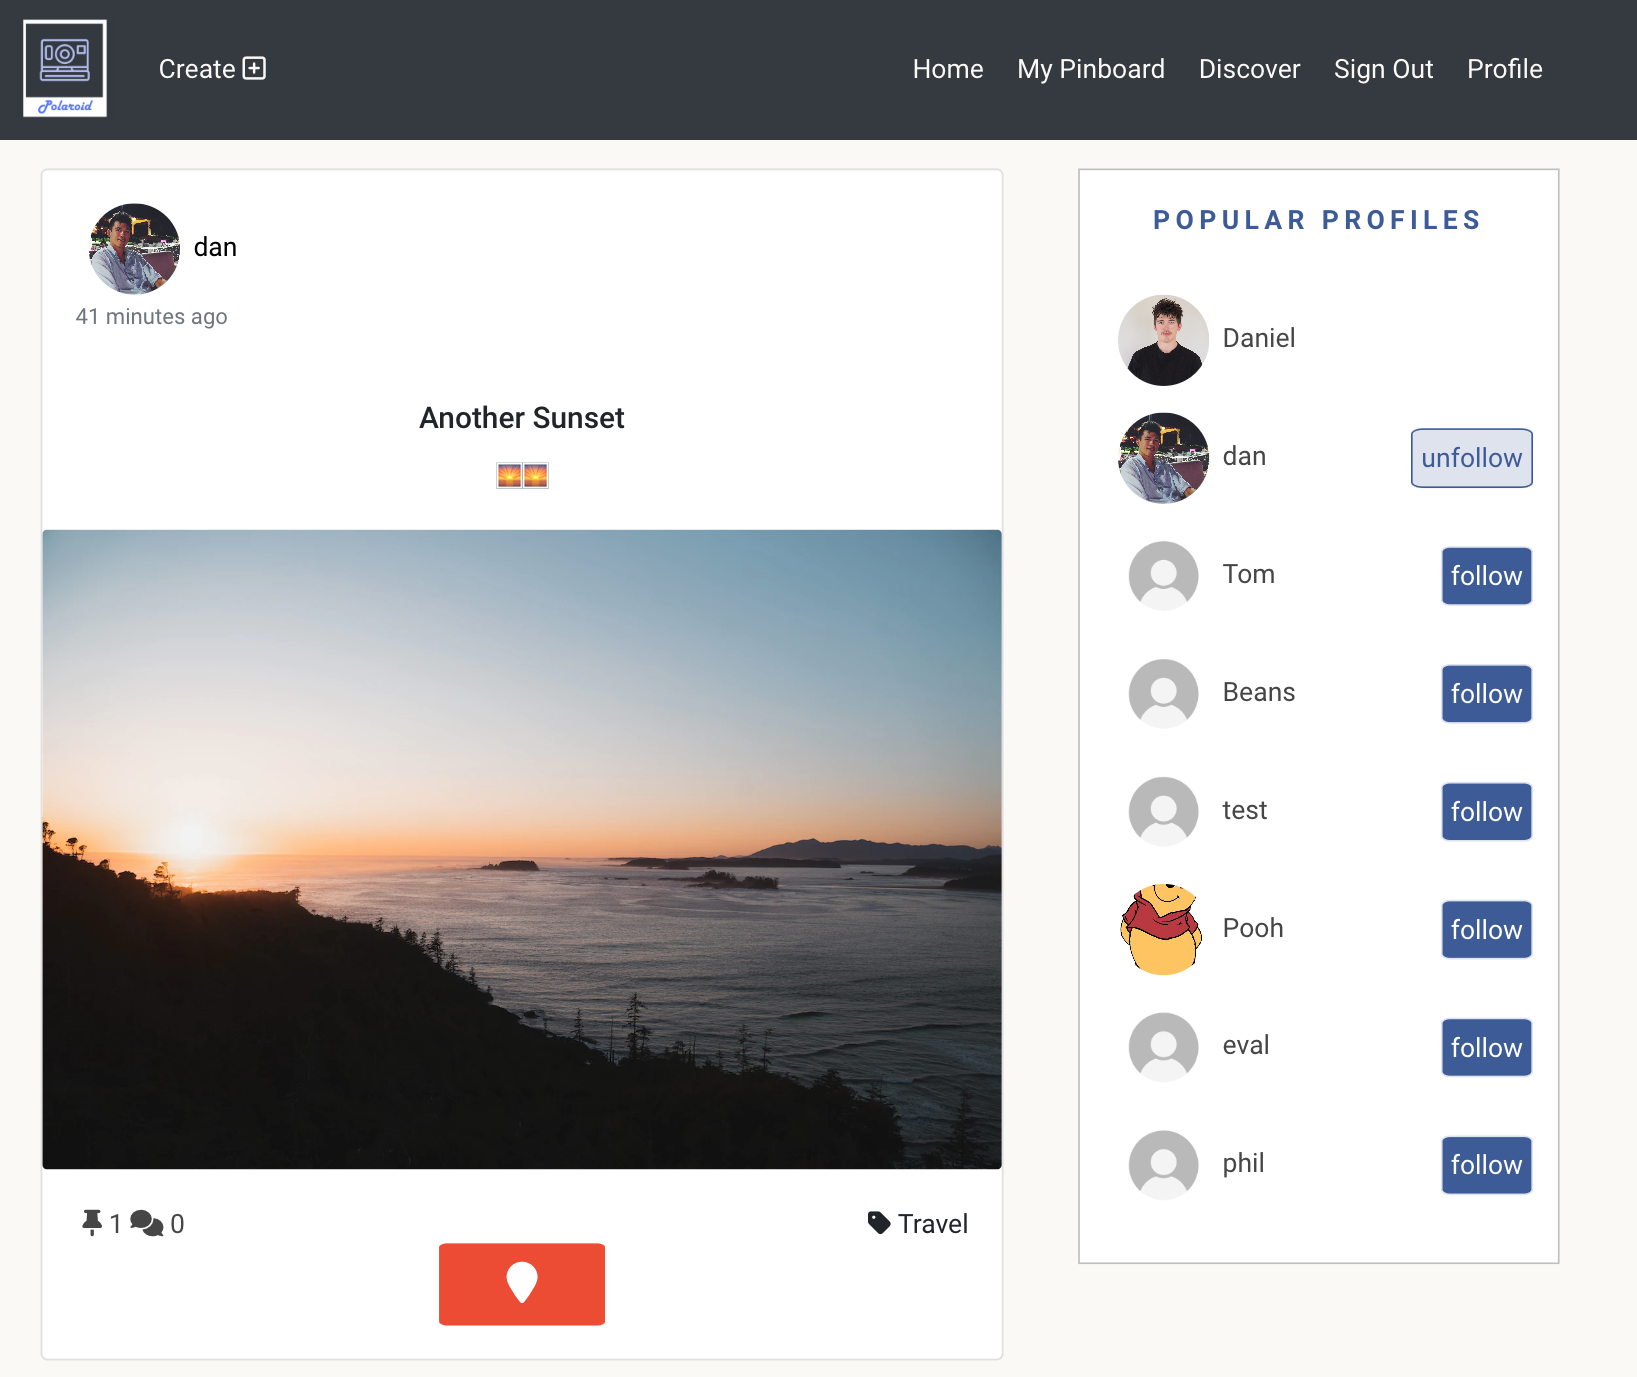 Polaroid
Create
Home My Pinboard Discover Sign Out Profile
dan
41 minutes ago
Another Sunset
1 0
Travel
POPULAR PROFILES
Daniel
dan unfollow
Tom follow
Beans follow
test follow
Pooh follow
eval follow
phil follow